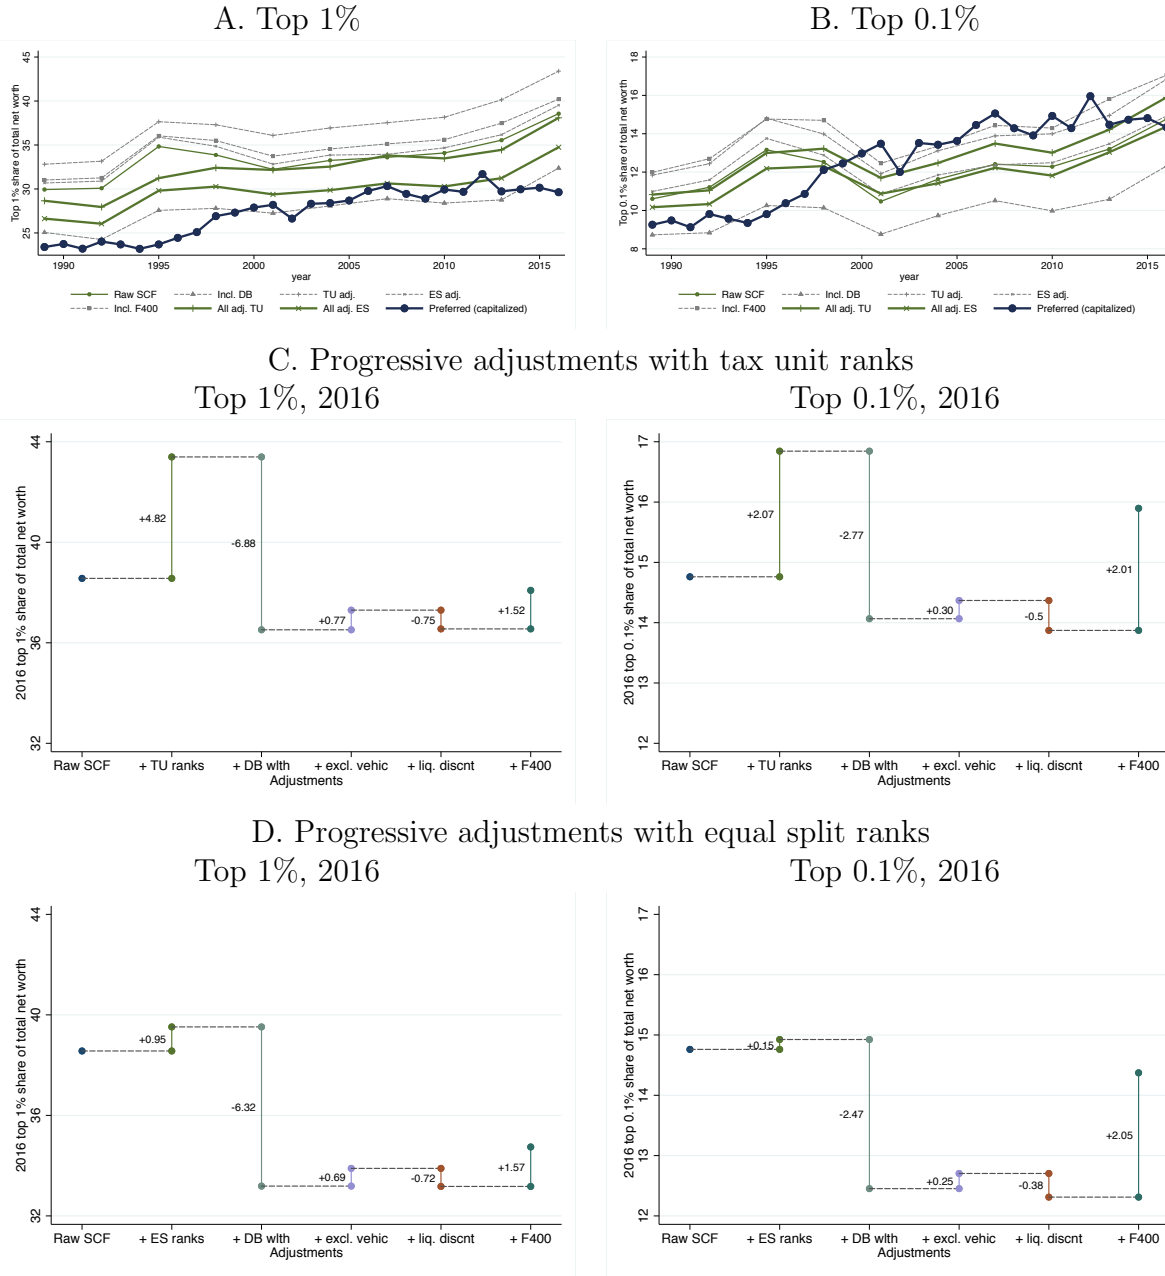 A. Top 1%
Top 1% share of total net worth
45
40
35
30
25
1990 1995 2000 2005 2010 2015
year
Raw SCF Incl. DB TU adj. ES adj.
Incl. F400 All adj. TU All adj. ES Preferred (capitalized)
B. Top 0.1%
Top 0.1% share of total net worth
18
16
14
12
10
8
1990 1995 2000 2005 2010 2015
year
Raw SCF Incl. DB TU adj. ES adj.
Incl. F400 All adj. TU All adj. ES Preferred (capitalized)
C. Progressive adjustments with tax unit ranks
Top 1%, 2016
2016 top 1% share of total net worth
44
40
36
32
+4.82
-6.88
+0.77
-0.75
+1.52
Raw SCF + TU ranks + DB wlth + excl. vehic + liq. discnt + F400
Adjustments
Top 0.1%, 2016
2016 top 0.1% share of total net worth
17
16
15
14
13
12
+2.07
-2.77
+0.30
-0.5
+2.01
Raw SCF + TU ranks + DB wlth + excl. vehic + liq. discnt + F400
Adjustments
D. Progressive adjustments with equal split ranks
Top 1%, 2016
2016 top 1% share of total net worth
44
40
36
32
+0.95
-6.32
+0.69
-0.72
+1.57
Raw SCF + ES ranks + DB wlth + excl. vehic + liq. discnt + F400
Adjustments
Top 0.1%, 2016
2016 top 0.1% share of total net worth
17
16
15
14
13
12
+0.15
-2.47
+0.25
-0.38
+2.05
Raw SCF + ES ranks + DB wlth + excl. vehic + liq. discnt + F400
Adjustments